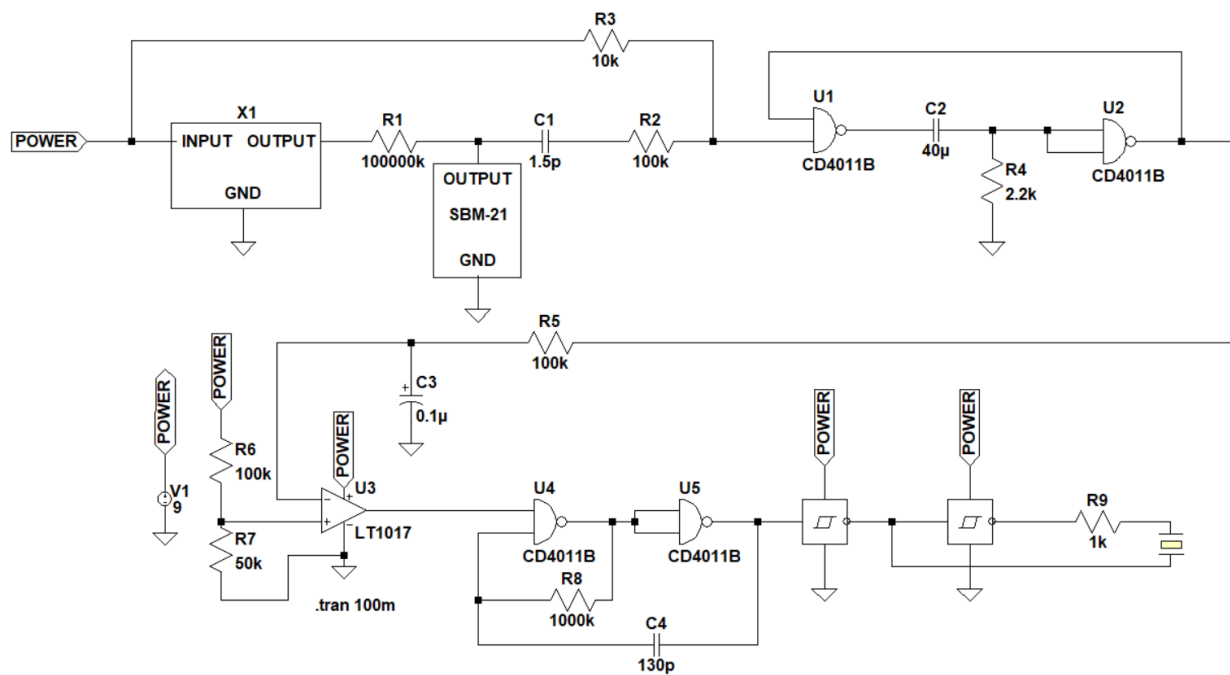 R3
10k
X1
POWER
INPUT OUTPUT
GND
R1
100000k
C1
1.5p
R2
100k
OUTPUT
SBM-21
GND
U1
CD4011B
C2
40µ
R4
2.2k
U2
CD4011B
R5
100k
C3
+
0.1µ
POWER
V1
9
POWER
R6
100k
R7
50k
POWER
U3
-
+
+
-
LT1017
.tran 100m
U4
CD4011B
U5
CD4011B
R8
1000k
C4
130p
POWER
POWER
R9
1k